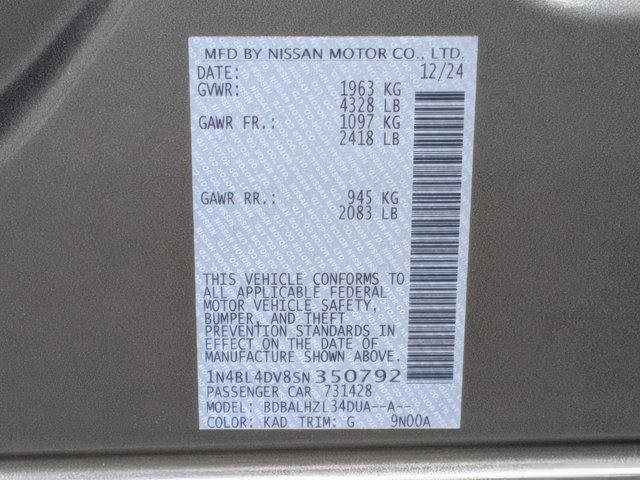 MFD BY NISSAN MOTOR CO., LTD.
DATE: 12/24
GVWR: 1963 KG
4328 LB
GAWR FR.: 1097 KG
2418 LB
GAWR RR.: 945 KG
2083 LB
THIS VEHICLE CONFORMS TO
ALL APPLICABLE FEDERAL
MOTOR VEHICLE SAFETY,
BUMPER, AND THEFT
PREVENTION STANDARDS IN
EFFECT ON THE DATE OF
MANUFACTURE SHOWN ABOVE.
1N4BL4DV8SN350792
PASSENGER CAR 731428
MODEL: BDBALHZL34DUA--A--
COLOR: KAD TRIM: G 9N00A